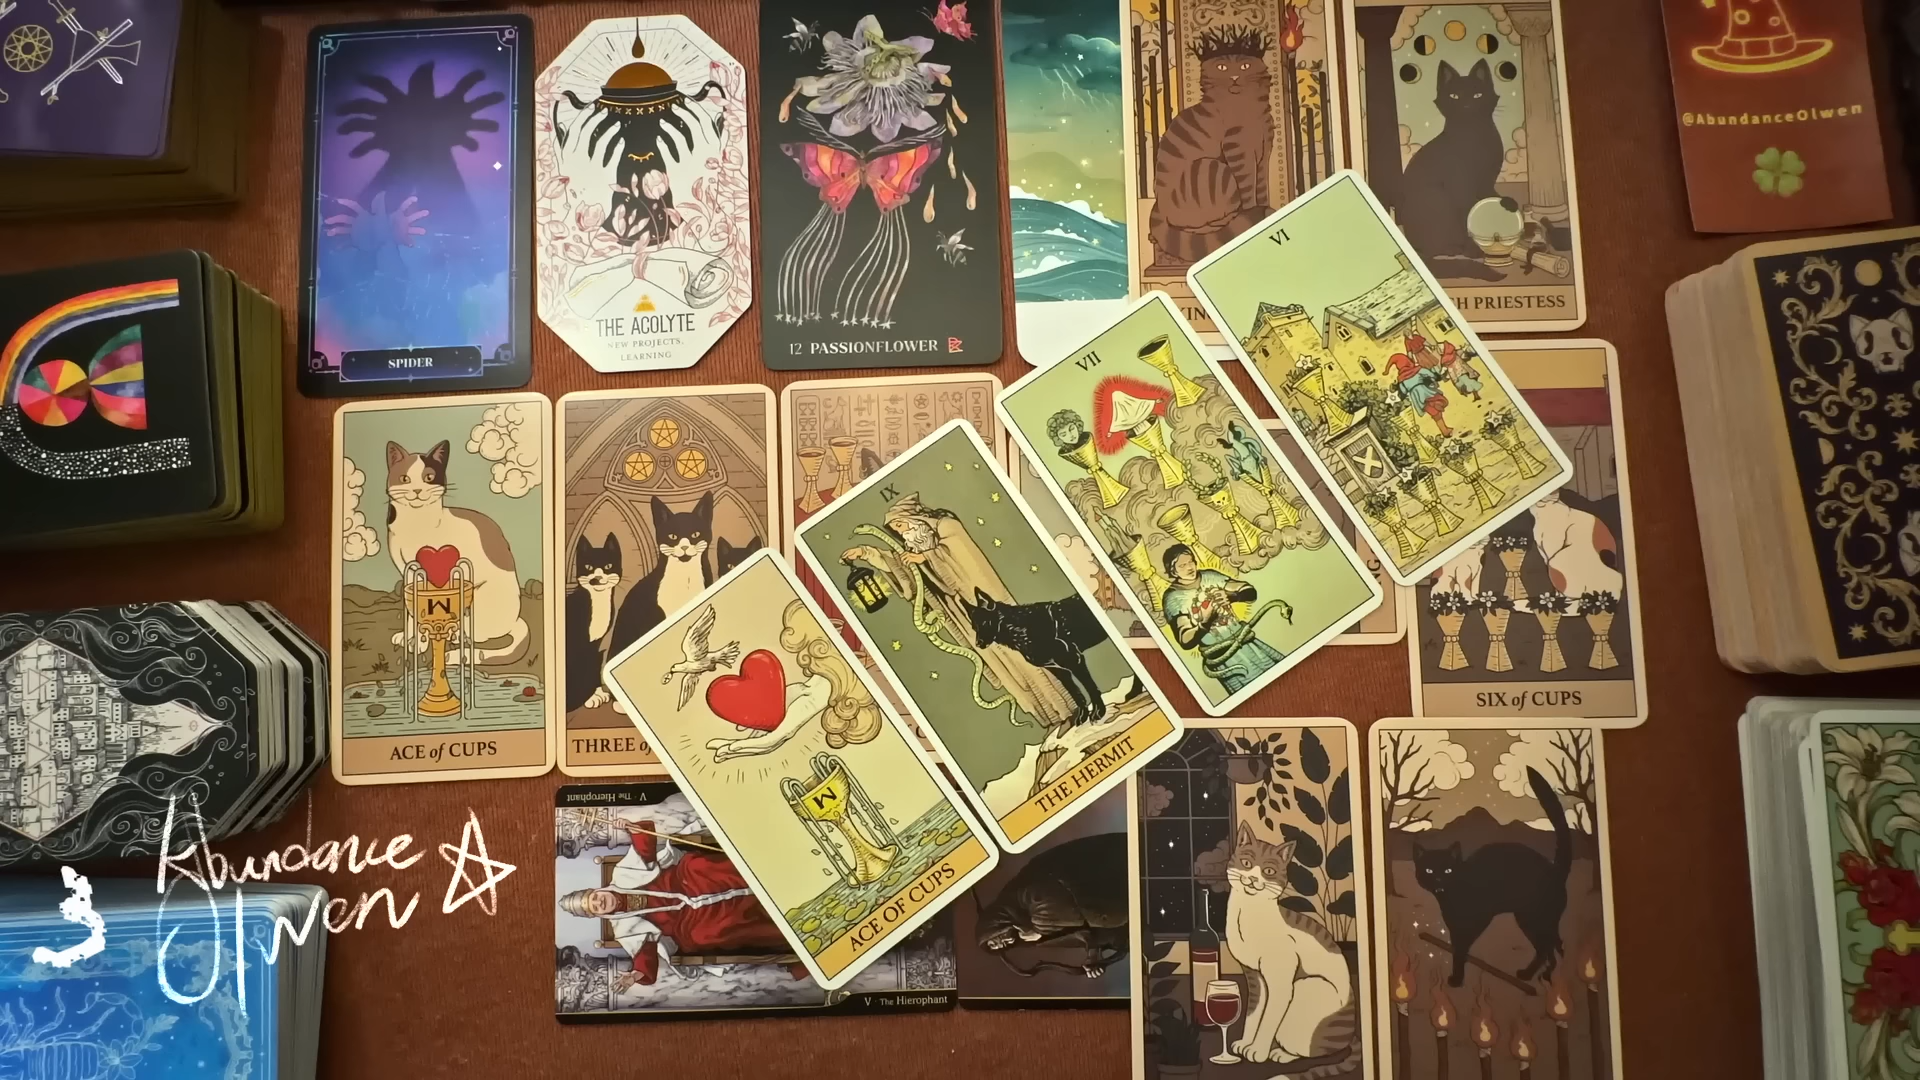 SPIDER
THE ACOLYTE
NEW PROJECTS,
LEARNING
12 PASSIONFLOWER
H PRIESTESS
@AbundanceOlwen
VI
VII
IX
ACE of CUPS
THREE
SIX of CUPS
M
M
THE HERMIT
ACE OF CUPS
V · The Hierophant
V · The Hierophant
Abundance
Olwen